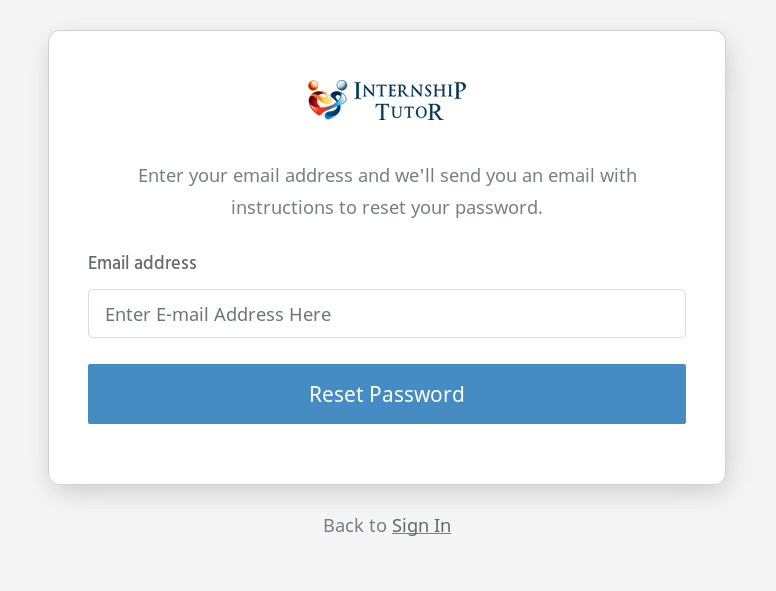 INTERNSHIP
TUTOR
Enter your email address and we'll send you an email with
instructions to reset your password.
Email address
Enter E-mail Address Here
Reset Password
Back to Sign In